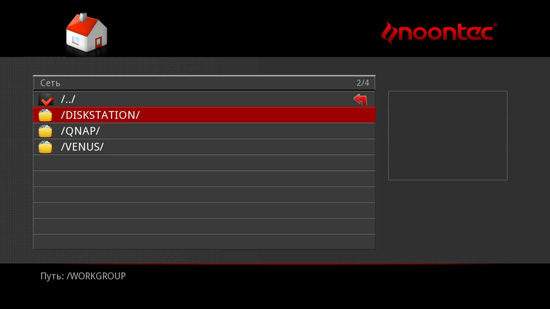 noontec
Сеть 2/4
/../
/DISKSTATION/
/QNAP/
/VENUS/
Путь: /WORKGROUP